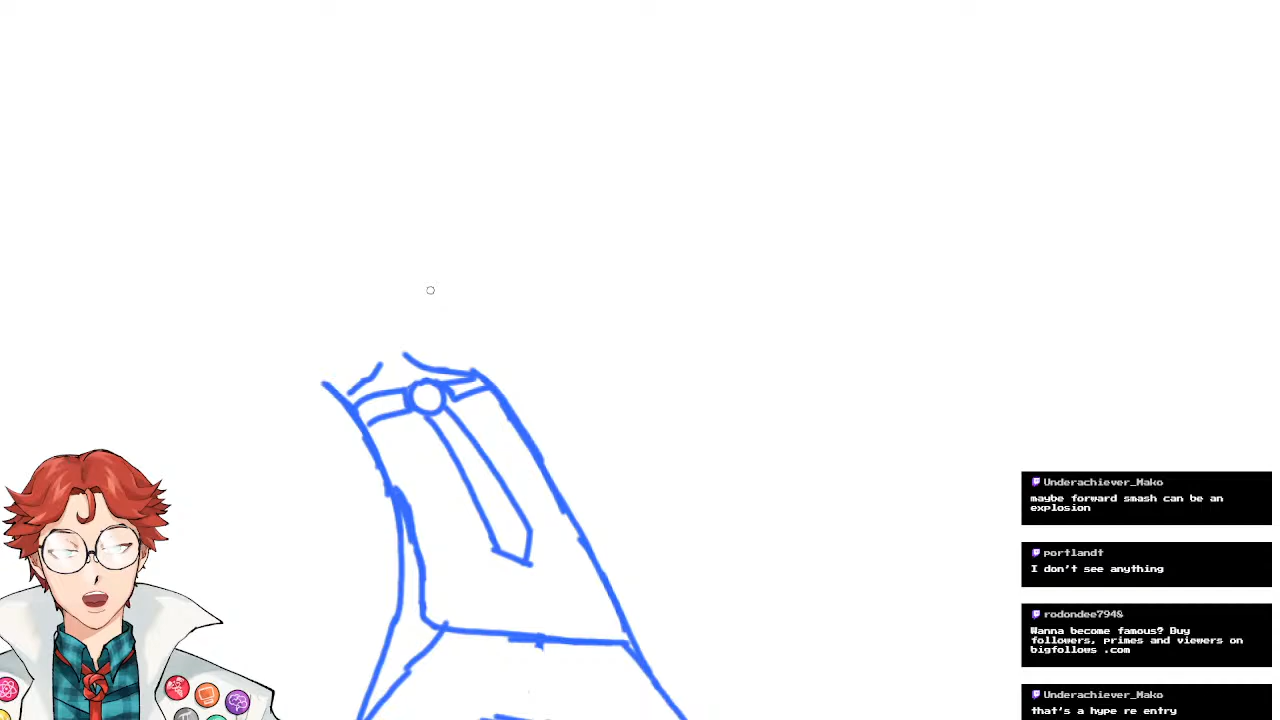 Underachiever_Mako
maybe forward smash can be an
explosion
portlandt
I don't see anything
rodondee7948
Wanna become famous? Buy
followers, primes and viewers on
bigfollows .com
Underachiever_Mako
that's a hype re entry